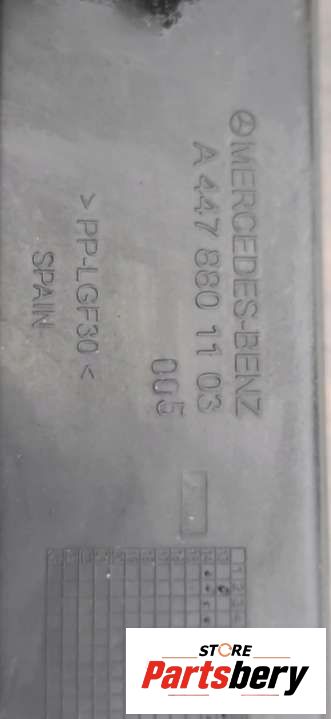 MERCEDES-BENZ
A 447 880 11 03
005
>PP-LGF30<
SPAIN
STORE
Partsbery